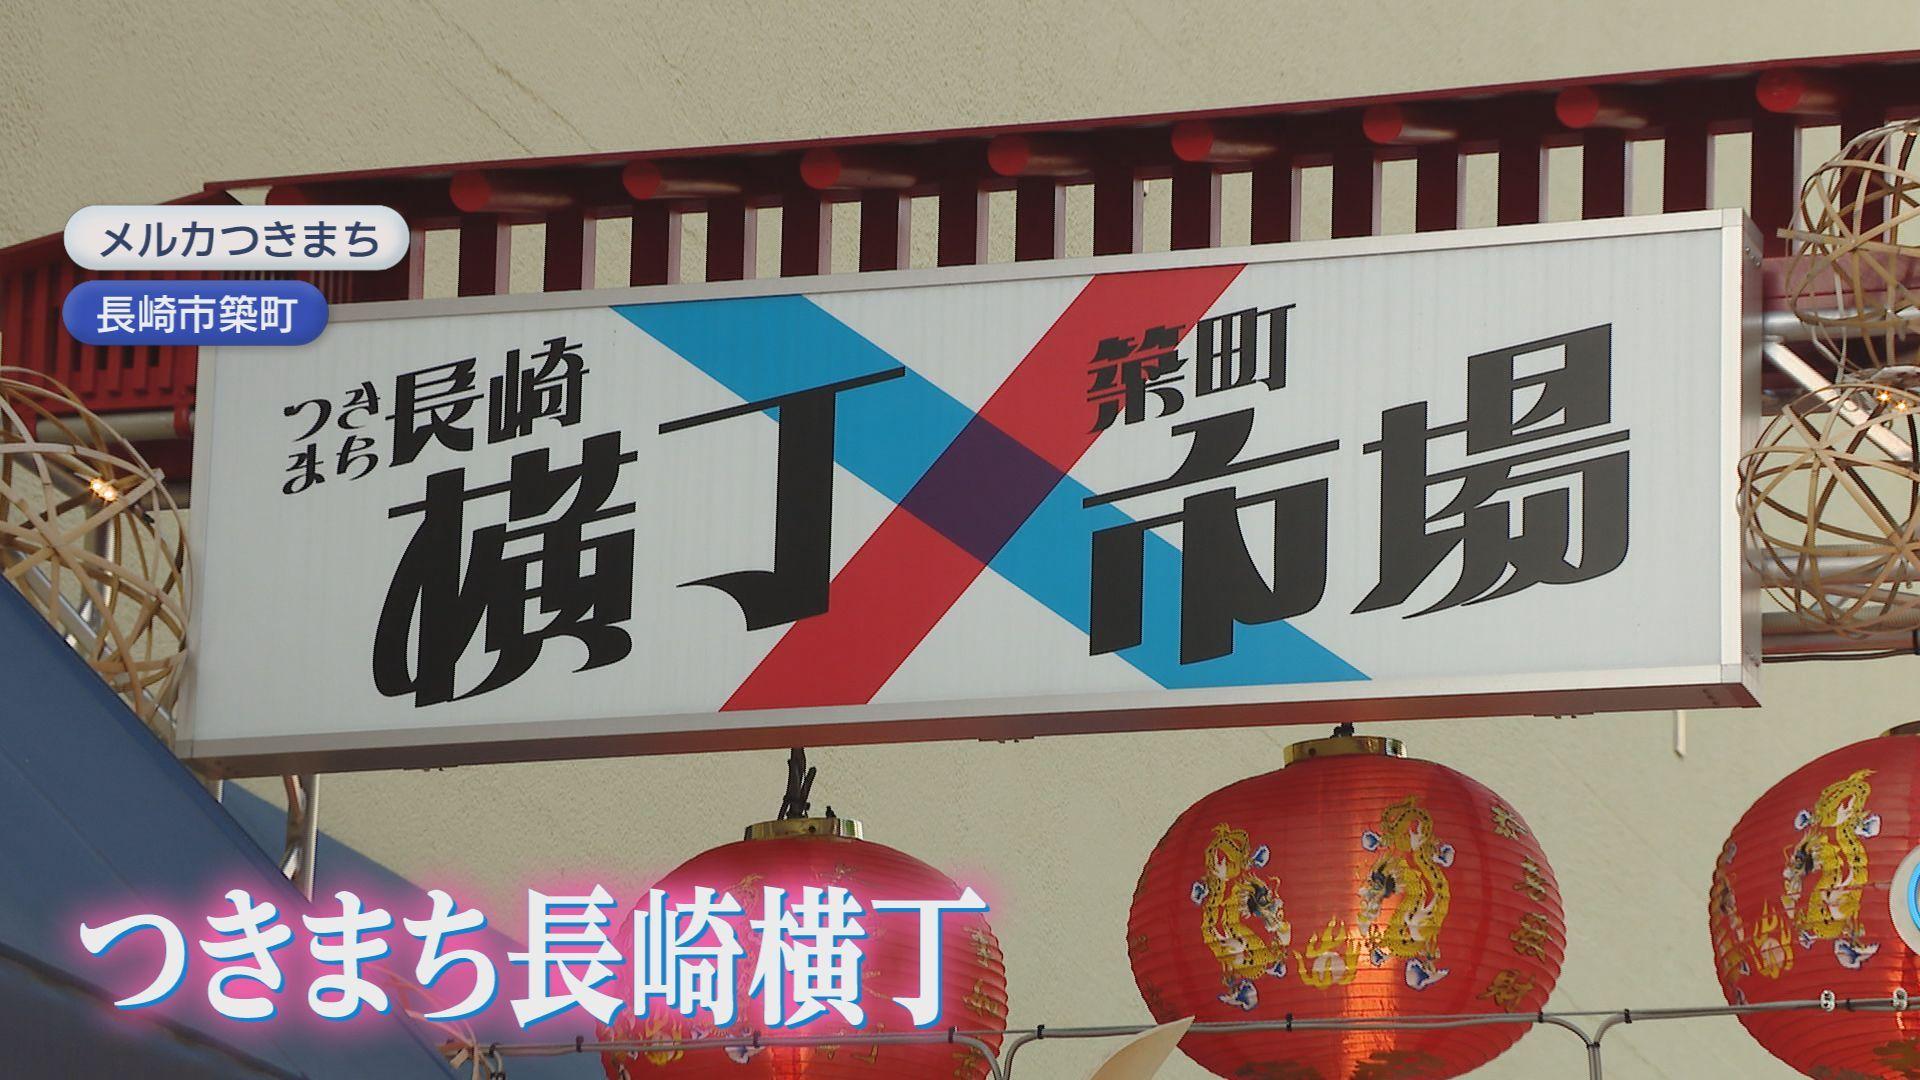 メルカつきまち
長崎市築町
つき
まち
長崎
横丁
築町
市場
つきまち長崎横丁